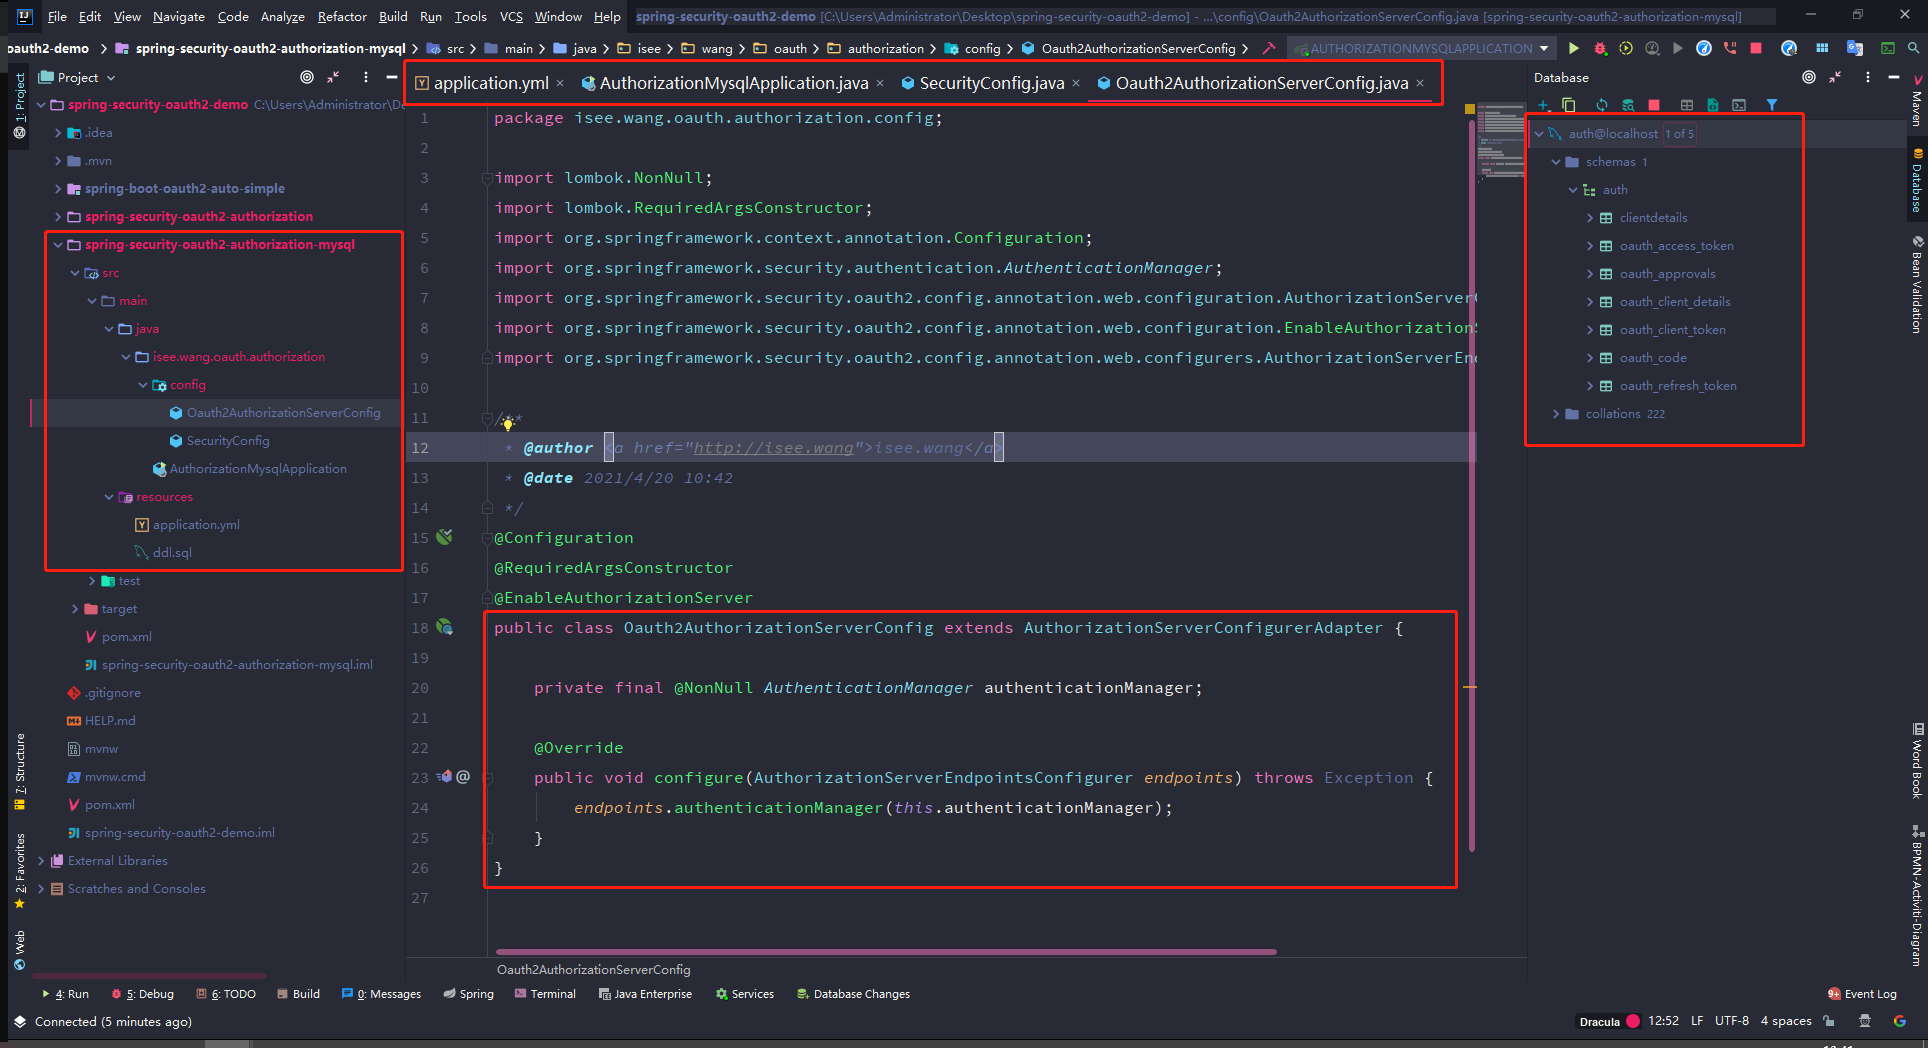 File Edit View Navigate Code Analyze Refactor Build Run Tools VCS Window Help spring-security-oauth2-demo [C:\Users\Administrator\Desktop\spring-security-oauth2-demo] - ...\config\Oauth2AuthorizationServerConfig.java [spring-security-oauth2-authorization-mysql]
oauth2-demo spring-security-oauth2-authorization-mysql src main java isee wang oauth authorization config Oauth2AuthorizationServerConfig AUTHORIZATIONMYSQLAPPLICATION
Project
application.yml AuthorizationMysqlApplication.java SecurityConfig.java Oauth2AuthorizationServerConfig.java
Database
1: Project
7: Structure
2: Favorites
Web
spring-security-oauth2-demo C:\Users\Administrator\De
.idea
.mvn
spring-boot-oauth2-auto-simple
spring-security-oauth2-authorization
spring-security-oauth2-authorization-mysql
src
main
java
isee.wang.oauth.authorization
config
Oauth2AuthorizationServerConfig
SecurityConfig
AuthorizationMysqlApplication
resources
application.yml
ddl.sql
test
target
pom.xml
spring-security-oauth2-authorization-mysql.iml
.gitignore
HELP.md
mvnw
mvnw.cmd
pom.xml
spring-security-oauth2-demo.iml
External Libraries
Scratches and Consoles
1 package isee.wang.oauth.authorization.config;
2
3 import lombok.NonNull;
4 import lombok.RequiredArgsConstructor;
5 import org.springframework.context.annotation.Configuration;
6 import org.springframework.security.authentication.AuthenticationManager;
7 import org.springframework.security.oauth2.config.annotation.web.configuration.AuthorizationServerC
8 import org.springframework.security.oauth2.config.annotation.web.configuration.EnableAuthorizationS
9 import org.springframework.security.oauth2.config.annotation.web.configurers.AuthorizationServerEnd
10
11 /**
12 * @author <a href="http://isee.wang">isee.wang</a>
13 * @date 2021/4/20 10:42
14 */
15 @Configuration
16 @RequiredArgsConstructor
17 @EnableAuthorizationServer
18 public class Oauth2AuthorizationServerConfig extends AuthorizationServerConfigurerAdapter {
19
20 private final @NonNull AuthenticationManager authenticationManager;
21
22 @Override
23 @ public void configure(AuthorizationServerEndpointsConfigurer endpoints) throws Exception {
24 endpoints.authenticationManager(this.authenticationManager);
25 }
26 }
27
Oauth2AuthorizationServerConfig
auth@localhost 1 of 5
schemas 1
auth
clientdetails
oauth_access_token
oauth_approvals
oauth_client_details
oauth_client_token
oauth_code
oauth_refresh_token
collations 222
Maven
Database
Bean Validation
Word Book
BPMN-Activiti-Diagram
4: Run 5: Debug 6: TODO Build 0: Messages Spring Terminal Java Enterprise Services Database Changes 9+ Event Log
Connected (5 minutes ago) Dracula 12:52 LF UTF-8 4 spaces